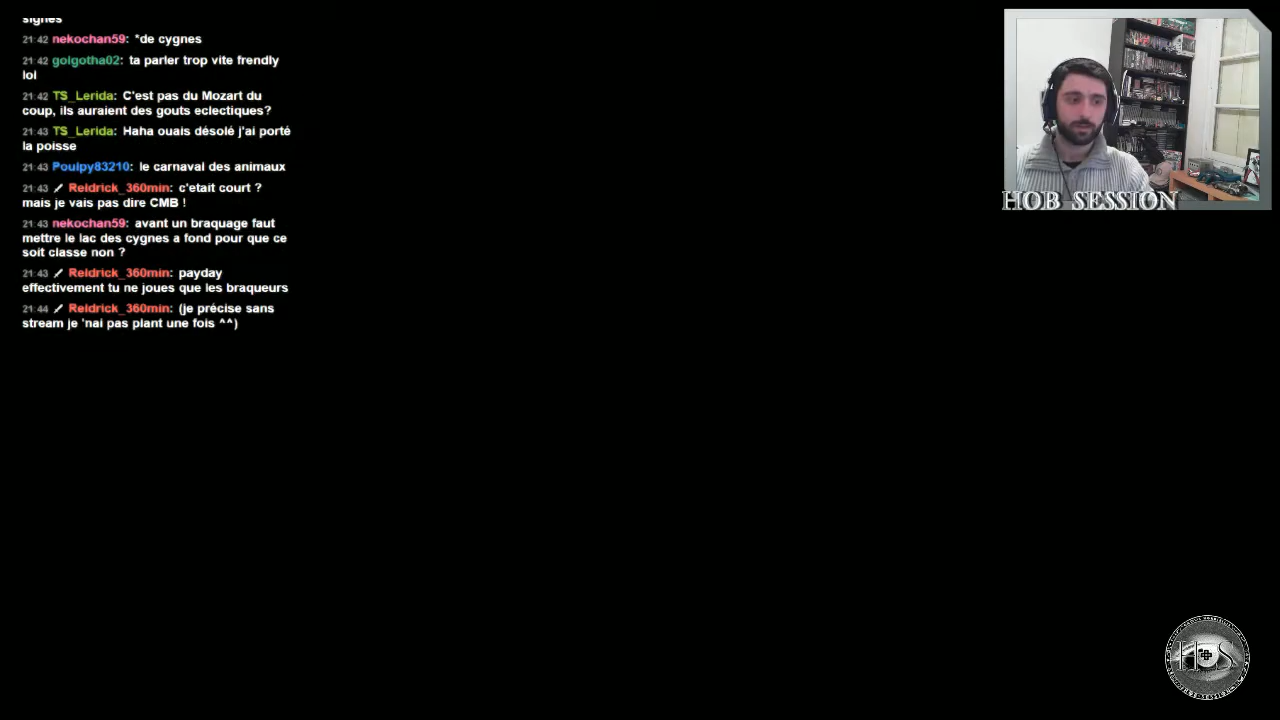 signes
21:42 nekochan59: *de cygnes
21:42 golgotha02: ta parler trop vite frendly
lol
21:42 TS_Lerida: C'est pas du Mozart du
coup, ils auraient des gouts eclectiques?
21:43 TS_Lerida: Haha ouais désolé j'ai porté
la poisse
21:43 Poulpy83210: le carnaval des animaux
21:43 Reldrick_360min: c'etait court ?
mais je vais pas dire CMB !
21:43 nekochan59: avant un braquage faut
mettre le lac des cygnes a fond pour que ce
soit classe non ?
21:43 Reldrick_360min: payday
effectivement tu ne joues que les braqueurs
21:44 Reldrick_360min: (je précise sans
stream je 'nai pas plant une fois ^^)
HOB SESSION